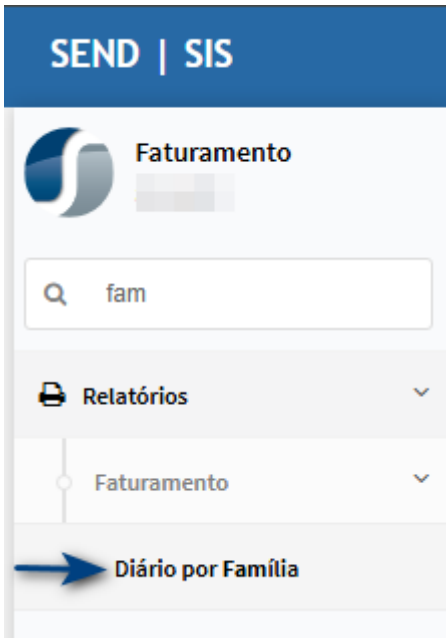 SEND | SIS
Faturamento
fam
Relatórios
Faturamento
Diário por Família